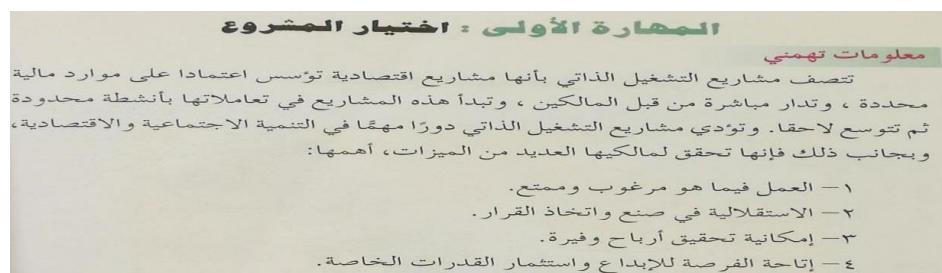 المهارة الأولى : اختيار المشروع
معلومات تهمني
تتصف مشاريع التشغيل الذاتي بأنها مشاريع اقتصادية تؤسس اعتمادا على موارد مالية
محددة ، وتدار مباشرة من قبل المالكين ، وتبدأ هذه المشاريع في تعاملاتها بأنشطة محدودة
ثم تتوسع لاحقا. وتؤدي مشاريع التشغيل الذاتي دورًا مهمًا في التنمية الاجتماعية والاقتصادية،
وبجانب ذلك فإنها تحقق لمالكيها العديد من الميزات، أهمها:
١- العمل فيما هو مرغوب وممتع.
٢- الاستقلالية في صنع واتخاذ القرار.
٣- إمكانية تحقيق أرباح وفيرة.
٤- إتاحة الفرصة للإبداع واستثمار القدرات الخاصة.